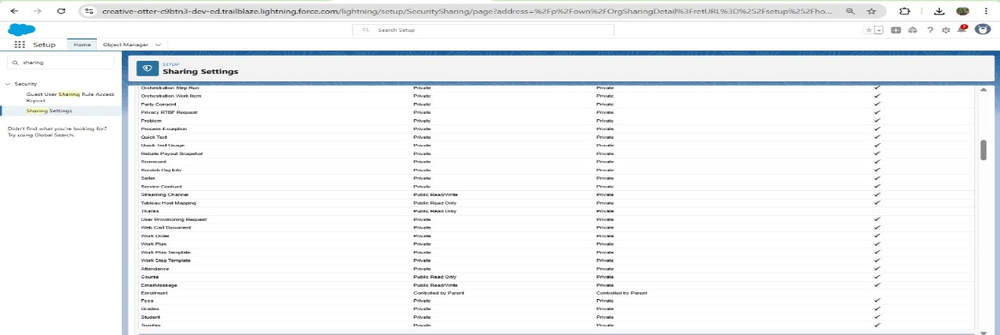 creative-otter-c9btn3-dev-ed.trailblaze.lightning.force.com/lightning/setup/SecuritySharing/page?address=%2Fp%2Fown%2FOrgSharingDetail%3FretURL%3D%252Fsetup%252Fho...
Search Setup
Setup Home Object Manager
sharing
Security
Guest User Sharing Rule Access
Report
Sharing Settings
Didn't find what you're looking for?
Try using Global Search.
SETUP
Sharing Settings
Orchestration Step Run Private Private
Orchestration Work Item Private Private
Party Consent Private Private
Privacy RTBF Request Private Private
Problem Private Private
Process Exception Private Private
Quick Text Private Private
Quick Text Usage Private Private
Rebate Payout Snapshot Private Private
Scorecard Private Private
Scratch Org Info Private Private
Seller Private Private
Service Contract Private Private
Streaming Channel Public Read/Write Private
Tableau Host Mapping Public Read Only Private
Thanks Public Read Only Private
User Provisioning Request Private Private
Web Cart Document Private Private
Work Order Private Private
Work Plan Private Private
Work Plan Template Private Private
Work Step Template Private Private
Attendance Private Private
Course Public Read Only Private
EmailMessage Public Read/Write Private
Enrollment Controlled by Parent Controlled by Parent
Fees Private Private
Grades Private Private
Student Private Private
Teacher Private Private